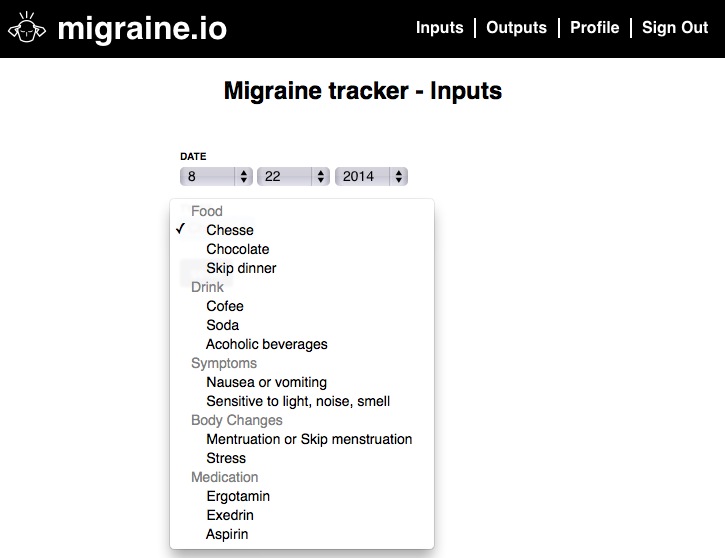 migraine.io
Inputs | Outputs | Profile | Sign Out
Migraine tracker - Inputs
DATE
8 22 2014
Food
✓ Chesse
Chocolate
Skip dinner
Drink
Cofee
Soda
Acoholic beverages
Symptoms
Nausea or vomiting
Sensitive to light, noise, smell
Body Changes
Mentruation or Skip menstruation
Stress
Medication
Ergotamin
Exedrin
Aspirin